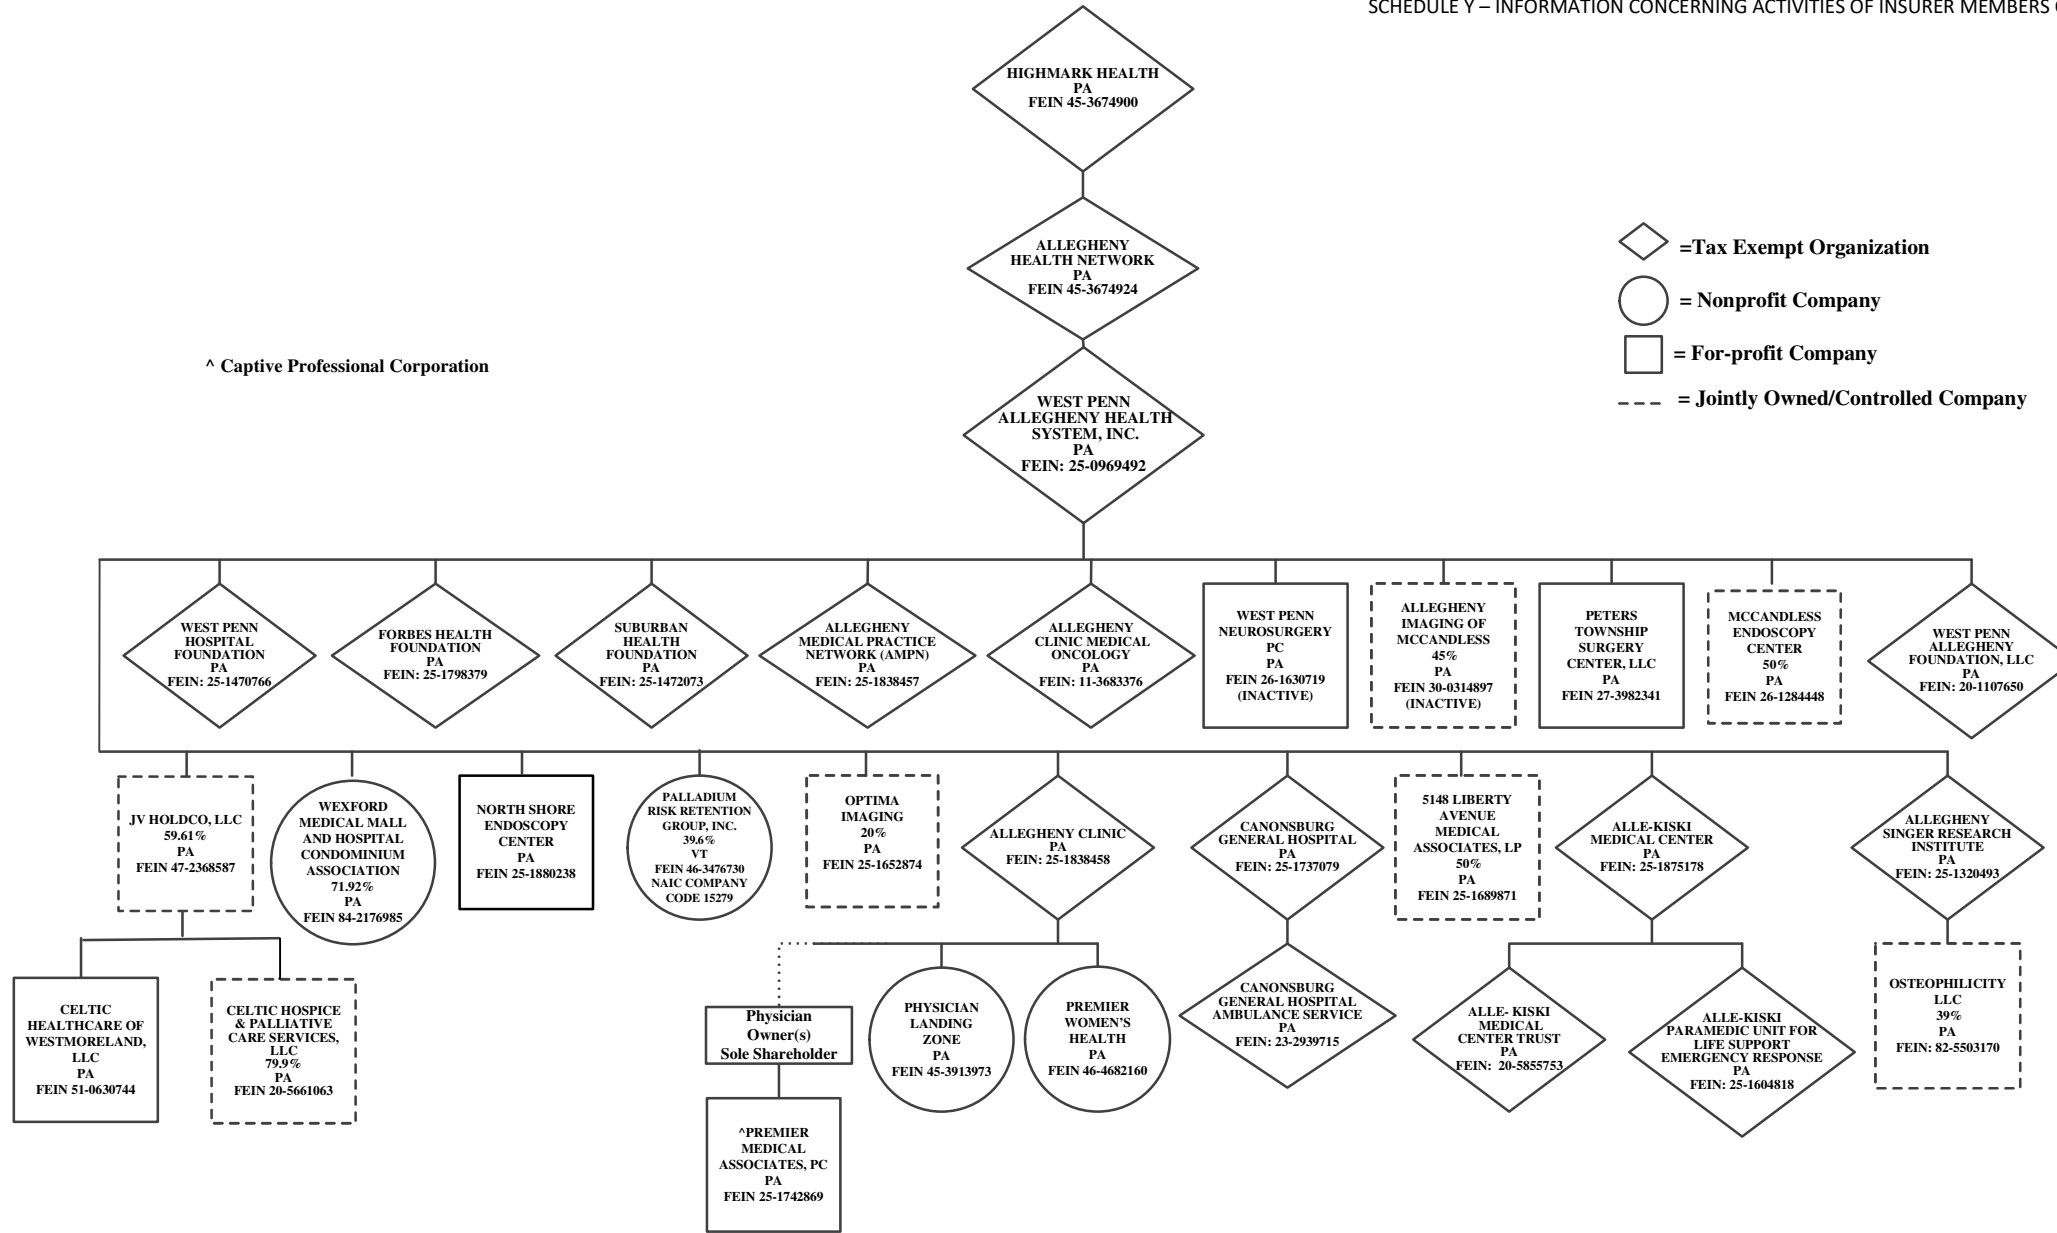 SCHEDULE Y – INFORMATION CONCERNING ACTIVITIES OF INSURER MEMBERS
HIGHMARK HEALTH
PA
FEIN 45-3674900
ALLEGHENY
HEALTH NETWORK
PA
FEIN 45-3674924
=Tax Exempt Organization
= Nonprofit Company
= For-profit Company
= Jointly Owned/Controlled Company
^ Captive Professional Corporation
WEST PENN
ALLEGHENY HEALTH
SYSTEM, INC.
PA
FEIN: 25-0969492
WEST PENN
HOSPITAL
FOUNDATION
PA
FEIN: 25-1470766
FORBES HEALTH
FOUNDATION
PA
FEIN: 25-1798379
SUBURBAN
HEALTH
FOUNDATION
PA
FEIN: 25-1472073
ALLEGHENY
MEDICAL PRACTICE
NETWORK (AMPN)
PA
FEIN: 25-1838457
ALLEGHENY
CLINIC MEDICAL
ONCOLOGY
PA
FEIN: 11-3683376
WEST PENN
NEUROSURGERY
PC
PA
FEIN 26-1630719
(INACTIVE)
ALLEGHENY
IMAGING OF
MCCANDLESS
45%
PA
FEIN 30-0314897
(INACTIVE)
PETERS
TOWNSHIP
SURGERY
CENTER, LLC
PA
FEIN 27-3982341
MCCANDLESS
ENDOSCOPY
CENTER
50%
PA
FEIN 26-1284448
WEST PENN
ALLEGHENY
FOUNDATION, LLC
PA
FEIN: 20-1107650
JV HOLDCO, LLC
59.61%
PA
FEIN 47-2368587
WEXFORD
MEDICAL MALL
AND HOSPITAL
CONDOMINIUM
ASSOCIATION
71.92%
PA
FEIN 84-2176985
NORTH SHORE
ENDOSCOPY
CENTER
PA
FEIN 25-1880238
PALLADIUM
RISK RETENTION
GROUP, INC.
39.6%
VT
FEIN 46-3476730
NAIC COMPANY
CODE 15279
OPTIMA
IMAGING
20%
PA
FEIN 25-1652874
ALLEGHENY CLINIC
PA
FEIN: 25-1838458
CANONSBURG
GENERAL HOSPITAL
PA
FEIN: 25-1737079
5148 LIBERTY
AVENUE
MEDICAL
ASSOCIATES, LP
50%
PA
FEIN 25-1689871
ALLE-KISKI
MEDICAL CENTER
PA
FEIN: 25-1875178
ALLEGHENY
SINGER RESEARCH
INSTITUTE
PA
FEIN: 25-1320493
CELTIC
HEALTHCARE OF
WESTMORELAND,
LLC
PA
FEIN 51-0630744
CELTIC HOSPICE
& PALLIATIVE
CARE SERVICES,
LLC
79.9%
PA
FEIN 20-5661063
Physician
Owner(s)
Sole Shareholder
^PREMIER
MEDICAL
ASSOCIATES, PC
PA
FEIN 25-1742869
PHYSICIAN
LANDING
ZONE
PA
FEIN 45-3913973
PREMIER
WOMEN'S
HEALTH
PA
FEIN 46-4682160
CANONSBURG
GENERAL HOSPITAL
AMBULANCE SERVICE
PA
FEIN: 23-2939715
ALLE- KISKI
MEDICAL
CENTER TRUST
PA
FEIN: 20-5855753
ALLE-KISKI
PARAMEDIC UNIT FOR
LIFE SUPPORT
EMERGENCY RESPONSE
PA
FEIN: 25-1604818
OSTEOPHILICITY
LLC
39%
PA
FEIN: 82-5503170